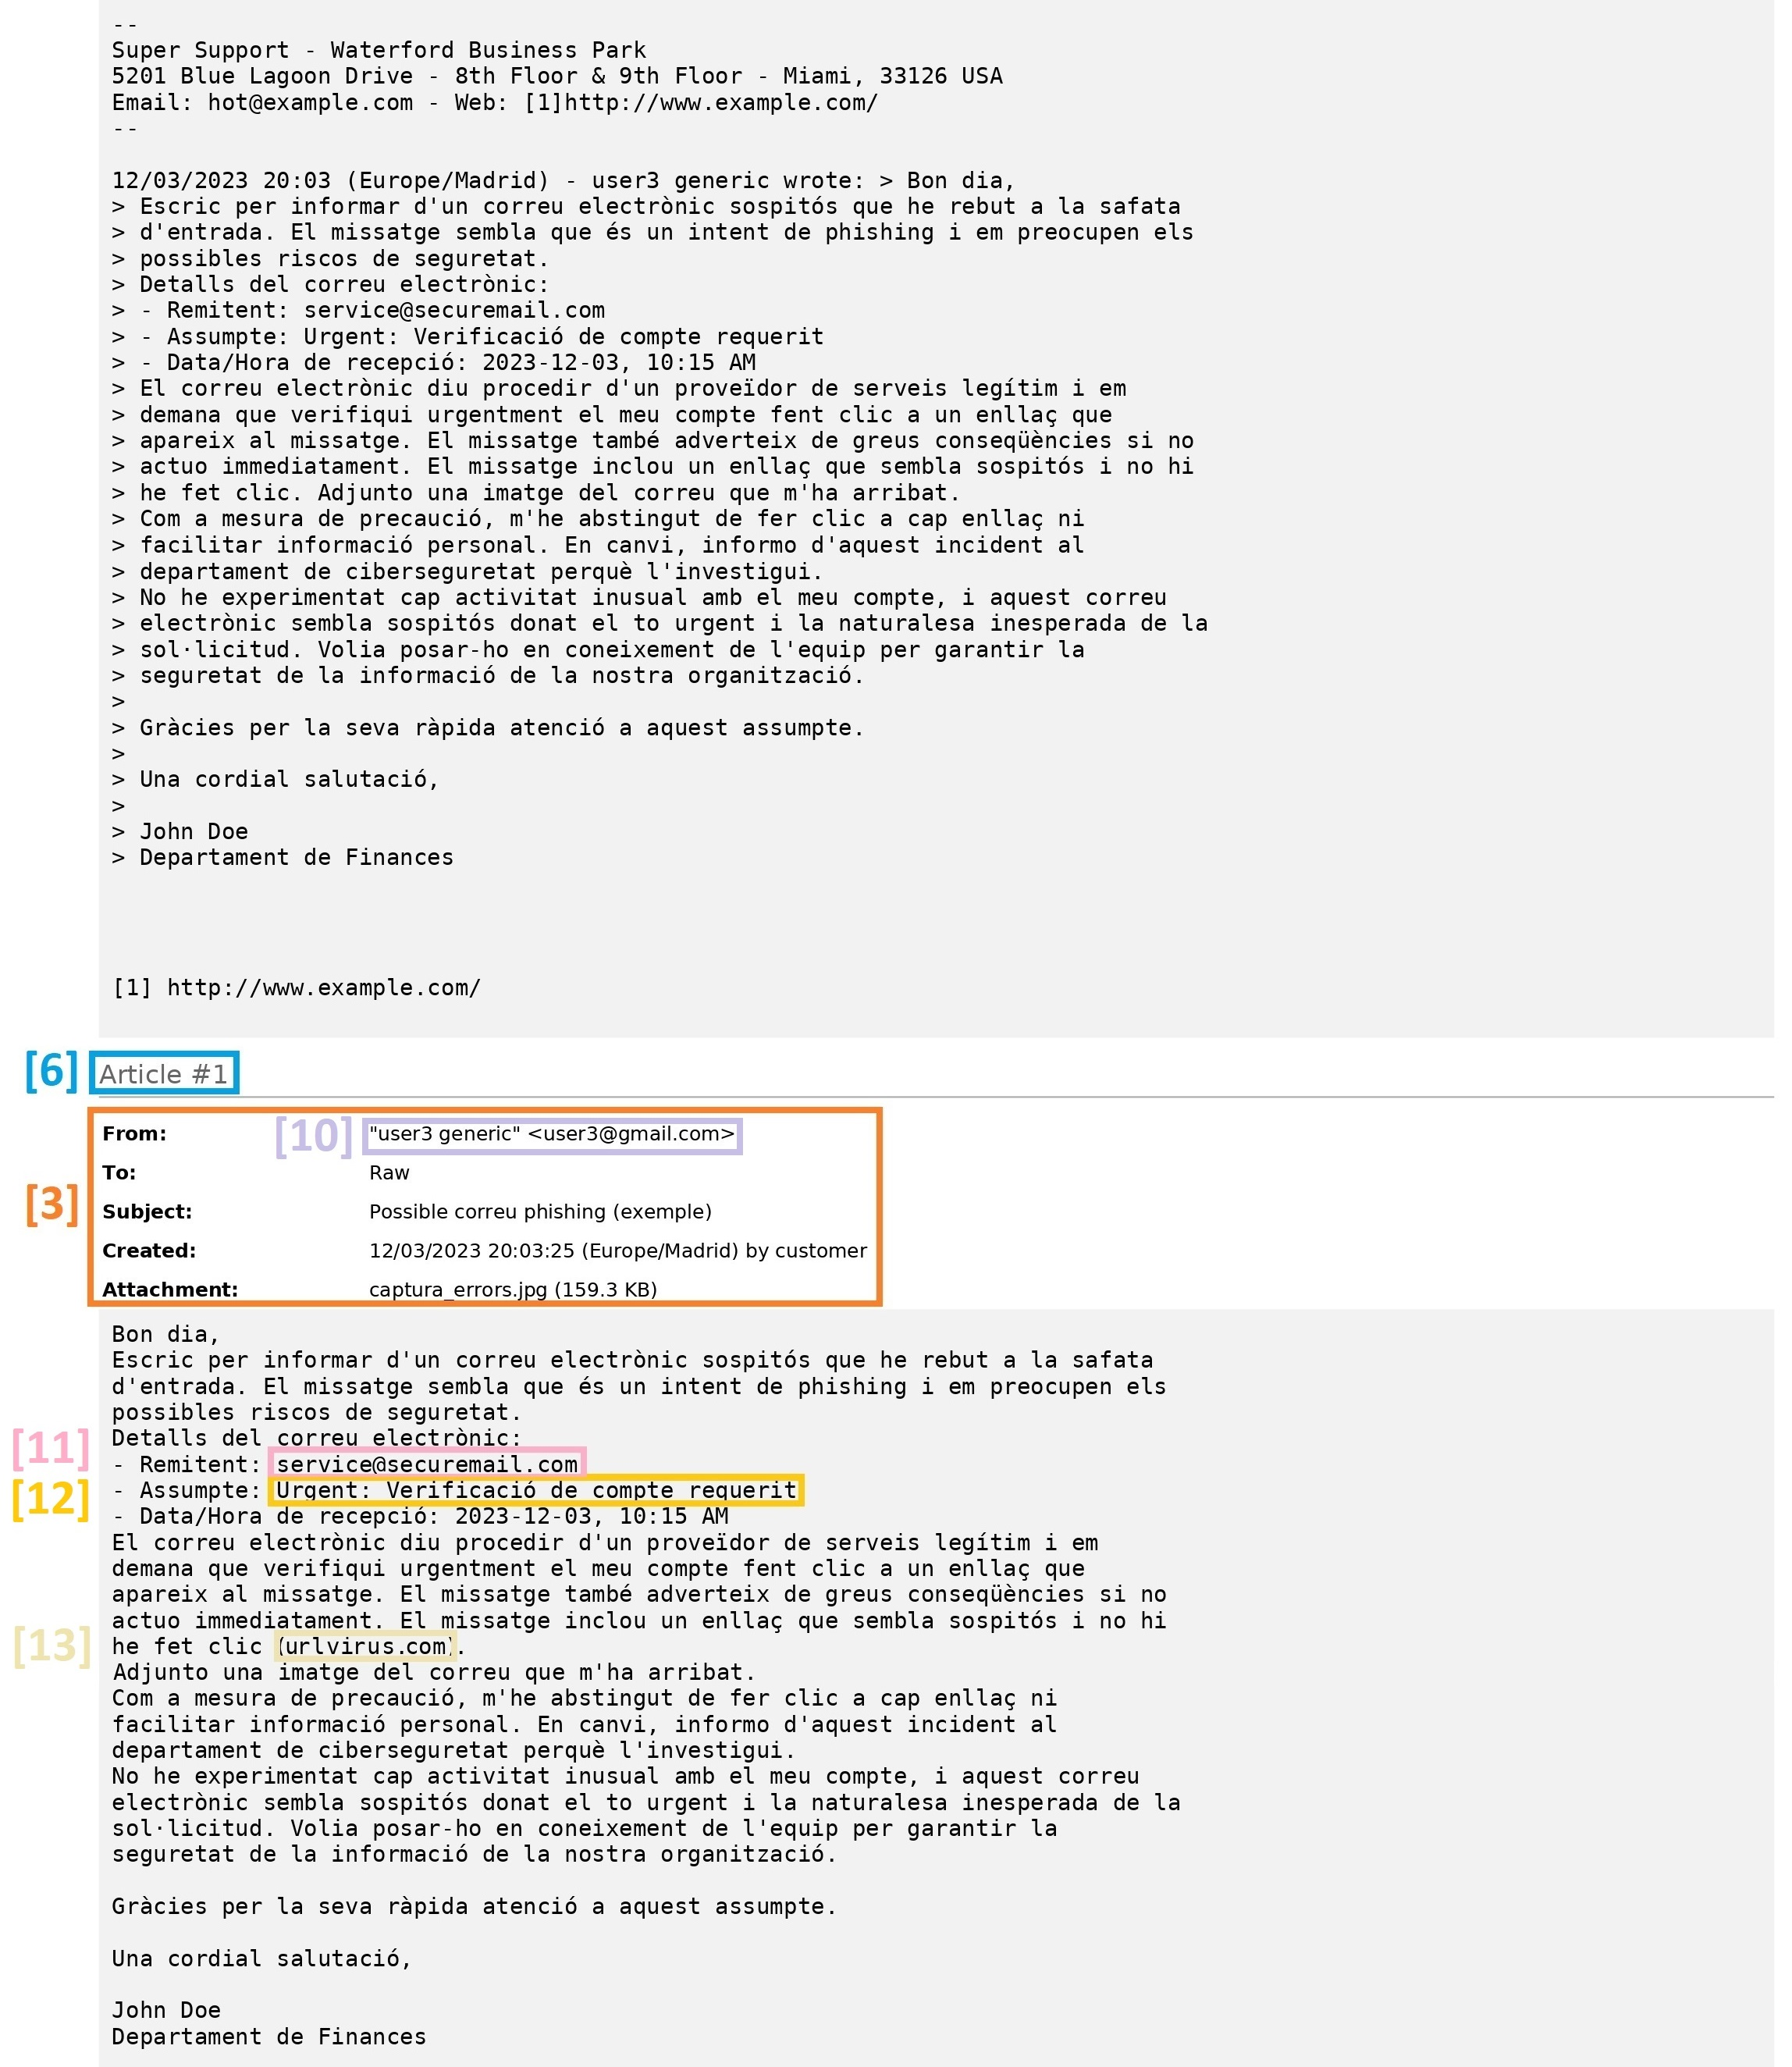 --
Super Support - Waterford Business Park
5201 Blue Lagoon Drive - 8th Floor & 9th Floor - Miami, 33126 USA
Email: hot@example.com - Web: [1]http://www.example.com/
--
12/03/2023 20:03 (Europe/Madrid) - user3 generic wrote: > Bon dia,
> Escric per informar d'un correu electrònic sospitós que he rebut a la safata
> d'entrada. El missatge sembla que és un intent de phishing i em preocupen els
> possibles riscos de seguretat.
> Detalls del correu electrònic:
> - Remitent: service@securemail.com
> - Assumpte: Urgent: Verificació de compte requerit
> - Data/Hora de recepció: 2023-12-03, 10:15 AM
> El correu electrònic diu procedir d'un proveïdor de serveis legítim i em
> demana que verifiqui urgentment el meu compte fent clic a un enllaç que
> apareix al missatge. El missatge també adverteix de greus conseqüències si no
> actuo immediatament. El missatge inclou un enllaç que sembla sospitós i no hi
> he fet clic. Adjunto una imatge del correu que m'ha arribat.
> Com a mesura de precaució, m'he abstingut de fer clic a cap enllaç ni
> facilitar informació personal. En canvi, informo d'aquest incident al
> departament de ciberseguretat perquè l'investigui.
> No he experimentat cap activitat inusual amb el meu compte, i aquest correu
> electrònic sembla sospitós donat el to urgent i la naturalesa inesperada de la
> sol·licitud. Volia posar-ho en coneixement de l'equip per garantir la
> seguretat de la informació de la nostra organització.
>
> Gràcies per la seva ràpida atenció a aquest assumpte.
>
> Una cordial salutació,
>
> John Doe
> Departament de Finances
[1] http://www.example.com/
[6] Article #1
From: [10] "user3 generic" <user3@gmail.com>
To: Raw
[3] Subject: Possible correu phishing (exemple)
Created: 12/03/2023 20:03:25 (Europe/Madrid) by customer
Attachment: captura_errors.jpg (159.3 KB)
Bon dia,
Escric per informar d'un correu electrònic sospitós que he rebut a la safata
d'entrada. El missatge sembla que és un intent de phishing i em preocupen els
possibles riscos de seguretat.
Detalls del correu electrònic:
[11] - Remitent: service@securemail.com
[12] - Assumpte: Urgent: Verificació de compte requerit
- Data/Hora de recepció: 2023-12-03, 10:15 AM
El correu electrònic diu procedir d'un proveïdor de serveis legítim i em
demana que verifiqui urgentment el meu compte fent clic a un enllaç que
apareix al missatge. El missatge també adverteix de greus conseqüències si no
actuo immediatament. El missatge inclou un enllaç que sembla sospitós i no hi
[13] he fet clic (urlvirus.com).
Adjunto una imatge del correu que m'ha arribat.
Com a mesura de precaució, m'he abstingut de fer clic a cap enllaç ni
facilitar informació personal. En canvi, informo d'aquest incident al
departament de ciberseguretat perquè l'investigui.
No he experimentat cap activitat inusual amb el meu compte, i aquest correu
electrònic sembla sospitós donat el to urgent i la naturalesa inesperada de la
sol·licitud. Volia posar-ho en coneixement de l'equip per garantir la
seguretat de la informació de la nostra organització.
Gràcies per la seva ràpida atenció a aquest assumpte.
Una cordial salutació,
John Doe
Departament de Finances